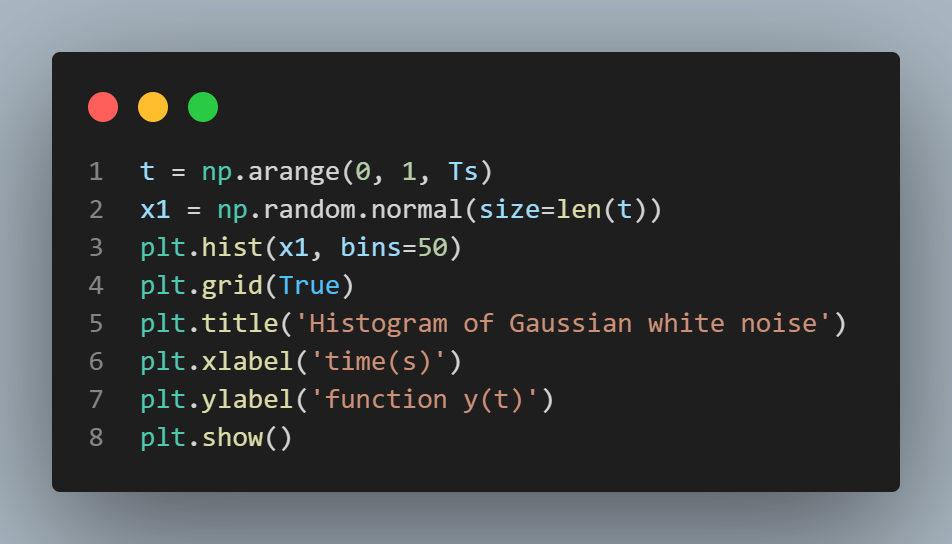 1 t = np.arange(0, 1, Ts)
2 x1 = np.random.normal(size=len(t))
3 plt.hist(x1, bins=50)
4 plt.grid(True)
5 plt.title('Histogram of Gaussian white noise')
6 plt.xlabel('time(s)')
7 plt.ylabel('function y(t)')
8 plt.show()